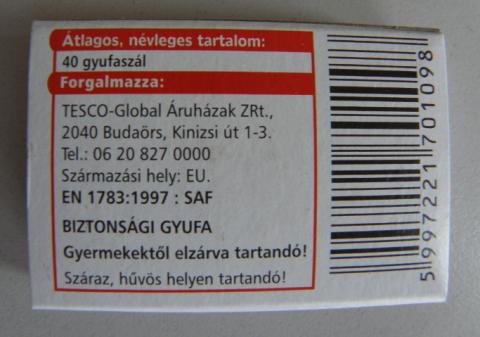 Átlagos, névleges tartalom:
40 gyufaszál
Forgalmazza:
TESCO-Global Áruházak ZRt.,
2040 Budaörs, Kinizsi út 1-3.
Tel.: 06 20 827 0000
Származási hely: EU.
EN 1783:1997 : SAF
BIZTONSÁGI GYUFA
Gyermekektől elzárva tartandó!
Száraz, hűvös helyen tartandó!
5 997221 701098